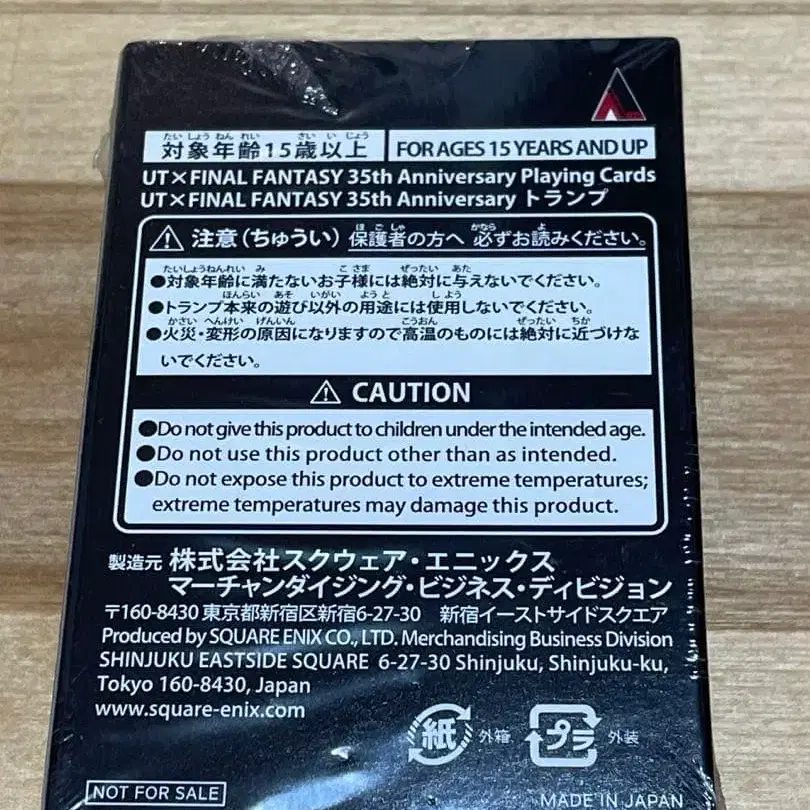 対象年齢15歳以上 FOR AGES 15 YEARS AND UP
UT×FINAL FANTASY 35th Anniversary Playing Cards
UT×FINAL FANTASY 35th Anniversary トランプ
注意(ちゅうい) 保護者の方へ 必ずお読みください。
●対象年齢に満たないお子様には絶対に与えないでください。
●トランプ本来の遊び以外の用途には使用しないでください。
●火災・変形の原因になりますので高温のものには絶対に近づけな
いでください。
CAUTION
●Do not give this product to children under the intended age.
●Do not use this product other than as intended.
●Do not expose this product to extreme temperatures;
extreme temperatures may damage this product.
製造元 株式会社スクウェア・エニックス
マーチャンダイジング・ビジネス・ディビジョン
〒160-8430 東京都新宿区新宿6-27-30 新宿イーストサイドスクエア
Produced by SQUARE ENIX CO., LTD. Merchandising Business Division
SHINJUKU EASTSIDE SQUARE 6-27-30 Shinjuku, Shinjuku-ku,
Tokyo 160-8430, Japan
www.square-enix.com
紙 外箱 プラ 外装
NOT FOR SALE
MADE IN JAPAN